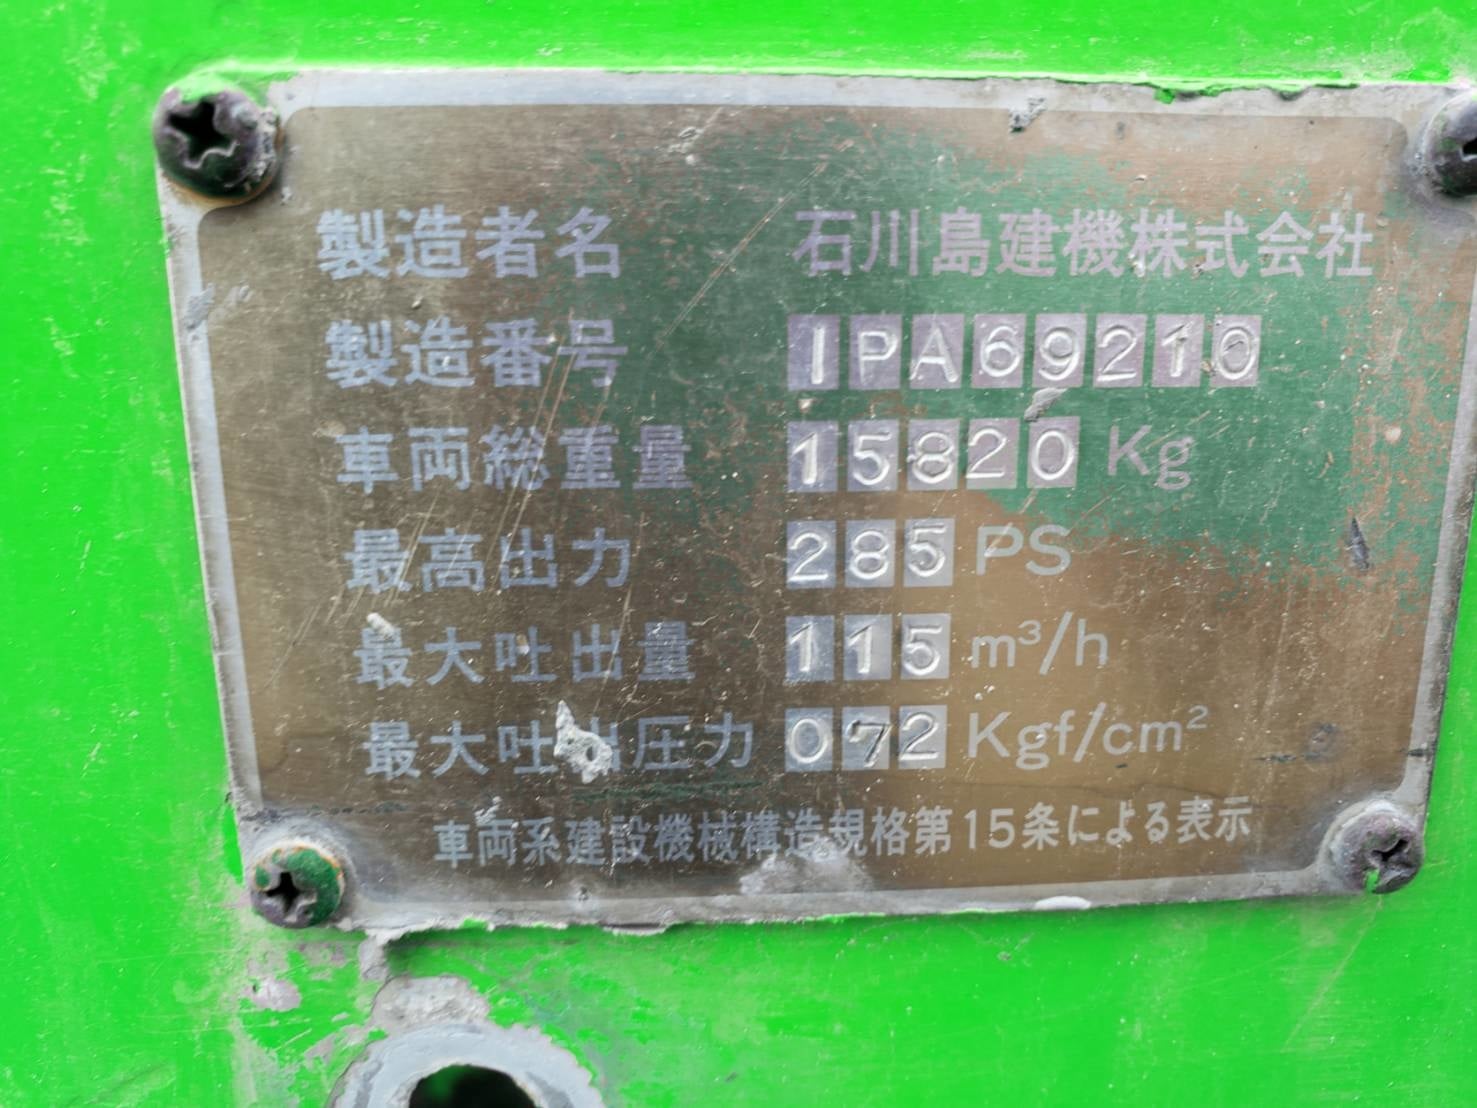 製造者名 石川島建機株式会社
製造番号 IPA69210
車両総重量 15820 Kg
最高出力 285 PS
最大吐出量 115 m³/h
最大吐出圧力 072 Kgf/cm²
車両系建設機械構造規格第15条による表示